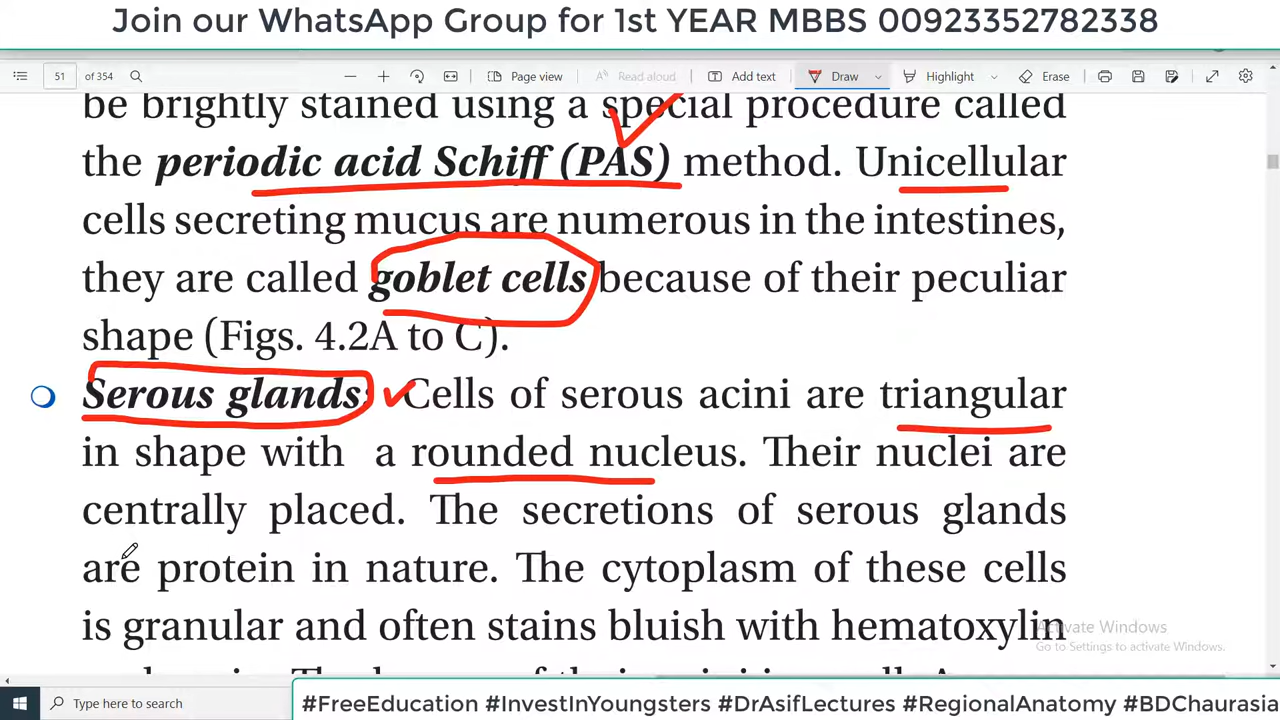 Join our WhatsApp Group for 1st YEAR MBBS 00923352782338
51 of 354 Page view Read aloud Add text Draw Highlight Erase
be brightly stained using a special procedure called
the periodic acid Schiff (PAS) method. Unicellular
cells secreting mucus are numerous in the intestines,
they are called goblet cells because of their peculiar
shape (Figs. 4.2A to C).
Serous glands: Cells of serous acini are triangular
in shape with a rounded nucleus. Their nuclei are
centrally placed. The secretions of serous glands
are protein in nature. The cytoplasm of these cells
is granular and often stains bluish with hematoxylin
Activate Windows
Go to Settings to activate Windows.
Type here to search
#FreeEducation #InvestInYoungsters #DrAsifLectures #RegionalAnatomy #BDChaurasia